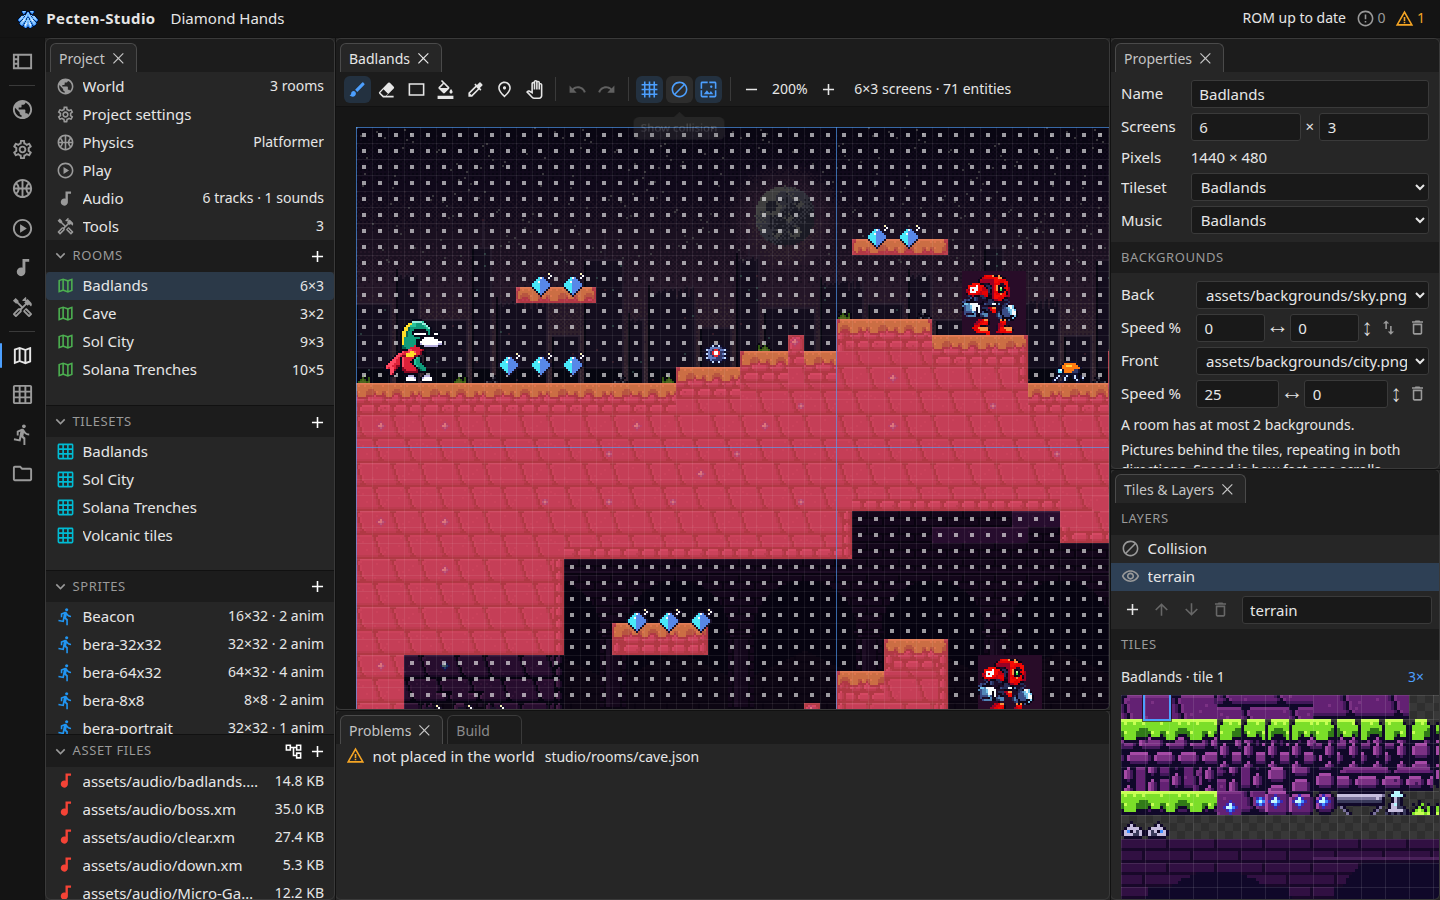 Pecten-Studio Diamond Hands ROM up to date 0 1
Project
World 3 rooms
Project settings
Physics Platformer
Play
Audio 6 tracks · 1 sounds
Tools 3
ROOMS
Badlands 6×3
Cave 3×2
Sol City 9×3
Solana Trenches 10×5
TILESETS
Badlands
Sol City
Solana Trenches
Volcanic tiles
SPRITES
Beacon 16×32 · 2 anim
bera-32x32 32×32 · 2 anim
bera-64x32 64×32 · 4 anim
bera-8x8 8×8 · 2 anim
bera-portrait 32×32 · 1 anim
ASSET FILES
assets/audio/badlands.... 14.8 KB
assets/audio/boss.xm 35.0 KB
assets/audio/clear.xm 27.4 KB
assets/audio/down.xm 5.3 KB
assets/audio/Micro-Ga... 12.2 KB
Badlands
200% 6×3 screens · 71 entities
Show collision
Problems Build
not placed in the world studio/rooms/cave.json
Properties
Name Badlands
Screens 6 × 3
Pixels 1440 × 480
Tileset Badlands
Music Badlands
BACKGROUNDS
Back assets/backgrounds/sky.png
Speed % 0 0
Front assets/backgrounds/city.png
Speed % 25 0
A room has at most 2 backgrounds.
Pictures behind the tiles, repeating in both
directions. Speed is how fast one scrolls
Tiles & Layers
LAYERS
Collision
terrain
terrain
TILES
Badlands · tile 1 3×